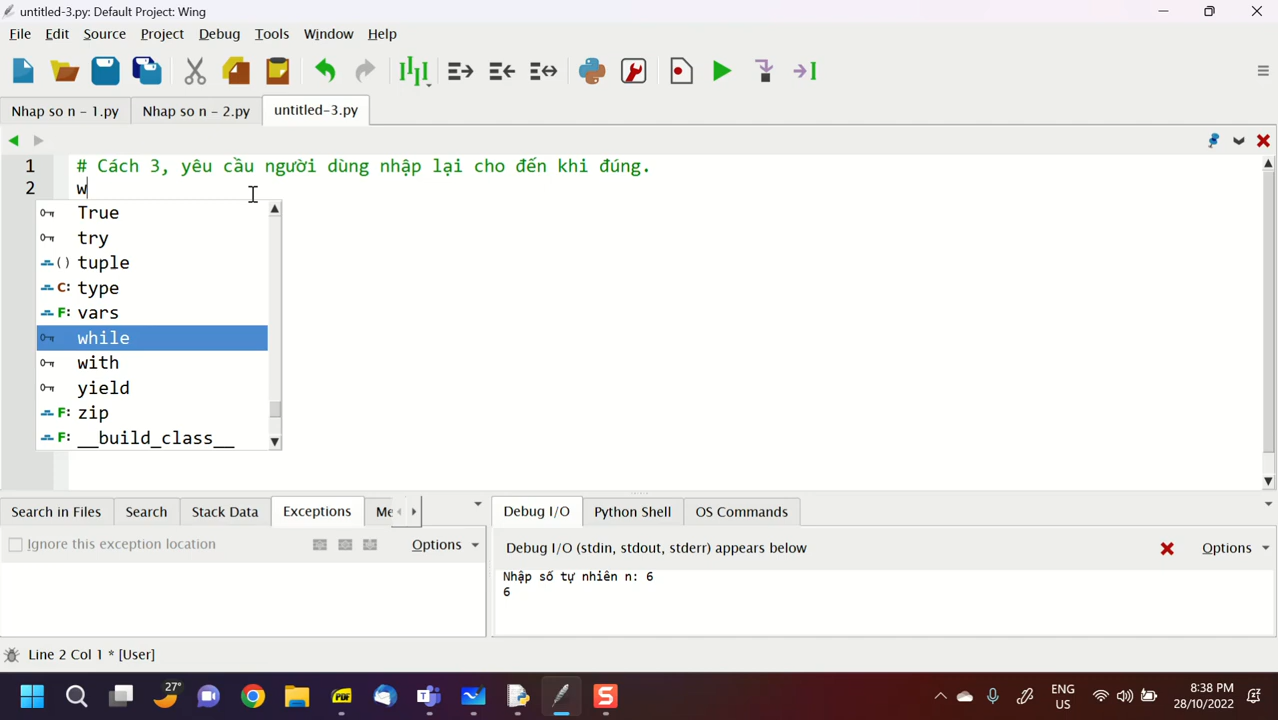 untitled-3.py: Default Project: Wing
File Edit Source Project Debug Tools Window Help
Nhap so n - 1.py Nhap so n - 2.py untitled-3.py
1 # Cách 3, yêu cầu người dùng nhập lại cho đến khi đúng.
2 w
True
try
() tuple
C: type
F: vars
while
with
yield
F: zip
F: __build_class__
Search in Files Search Stack Data Exceptions Me
Debug I/O Python Shell OS Commands
Ignore this exception location Options
Debug I/O (stdin, stdout, stderr) appears below Options
Nhập số tự nhiên n: 6
6
Line 2 Col 1 * [User]
27°
PDF
S
ENG
US
8:38 PM
28/10/2022